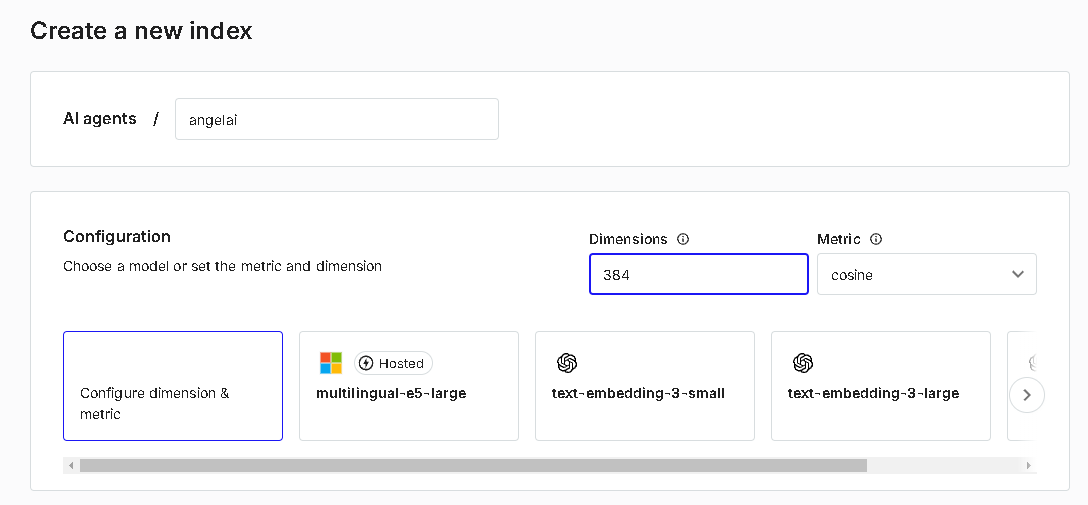 Create a new index
AI agents / angelai
Configuration
Choose a model or set the metric and dimension
Dimensions
384
Metric
cosine
Configure dimension &
metric
Hosted
multilingual-e5-large
text-embedding-3-small
text-embedding-3-large